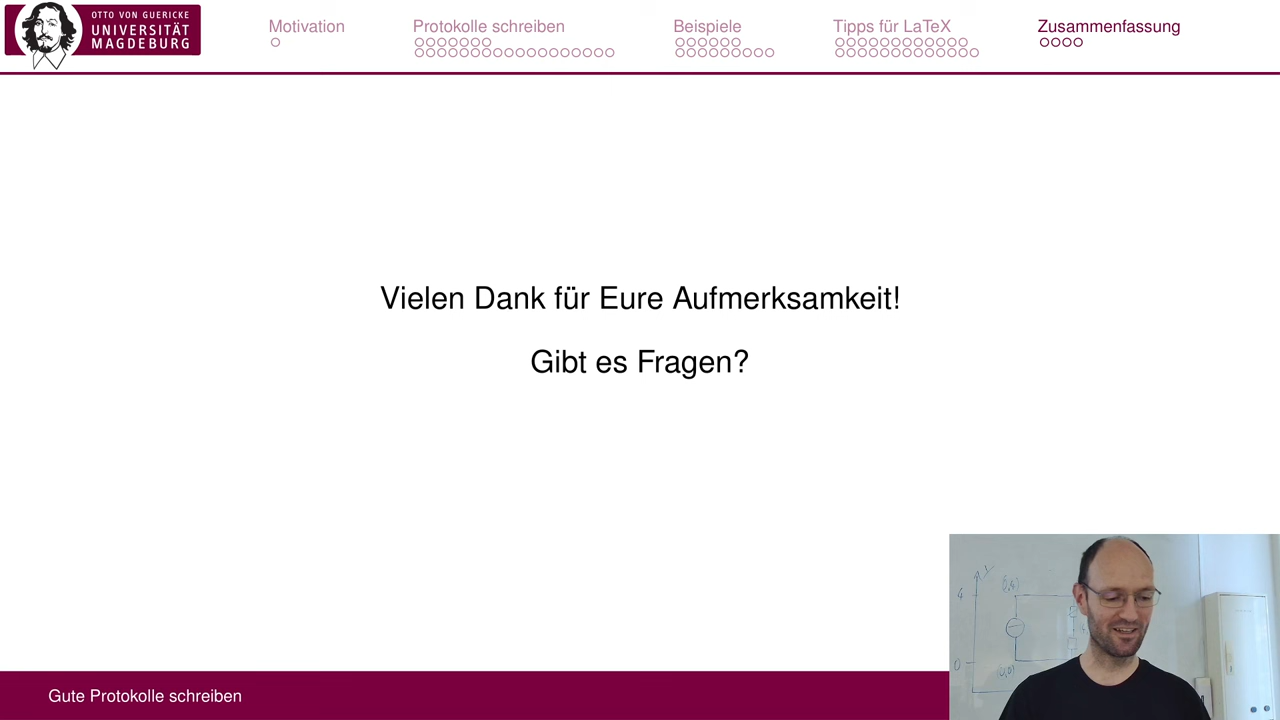 OTTO VON GUERICKE
UNIVERSITÄT
MAGDEBURG
Motivation
Protokolle schreiben
Beispiele
Tipps für LaTeX
Zusammenfassung
Vielen Dank für Eure Aufmerksamkeit!
Gibt es Fragen?
Gute Protokolle schreiben